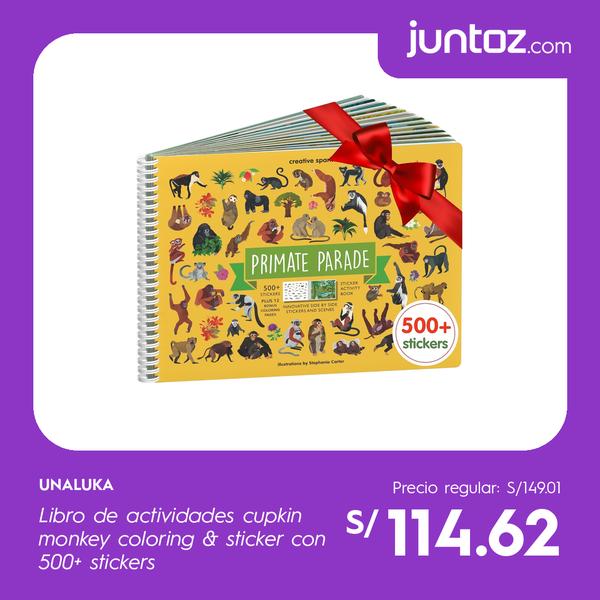 juntoz.com
creative
PRIMATE PARADE
500+
STICKERS
PLUS 12
BONUS
COLORING
PAGES
STICKER
ACTIVITY
BOOK
INNOVATIVE SIDE BY SIDE
STICKERS AND SCENES
500+
stickers
illustrations by Stephanie Carter
UNALUKA
Libro de actividades cupkin
monkey coloring & sticker con
500+ stickers
Precio regular: S/149.01
S/114.62